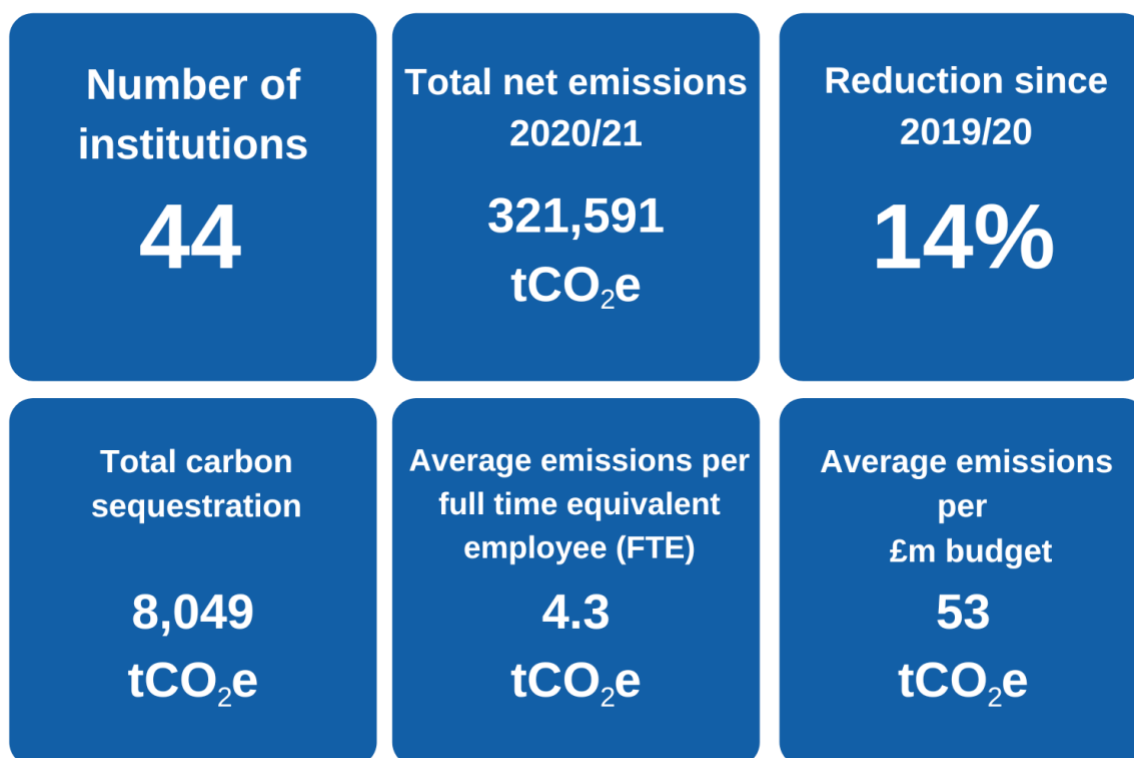 Number of
institutions
44
Total net emissions
2020/21
321,591
tCO₂e
Reduction since
2019/20
14%
Total carbon
sequestration
8,049
tCO₂e
Average emissions per
full time equivalent
employee (FTE)
4.3
tCO₂e
Average emissions
per
£m budget
53
tCO₂e